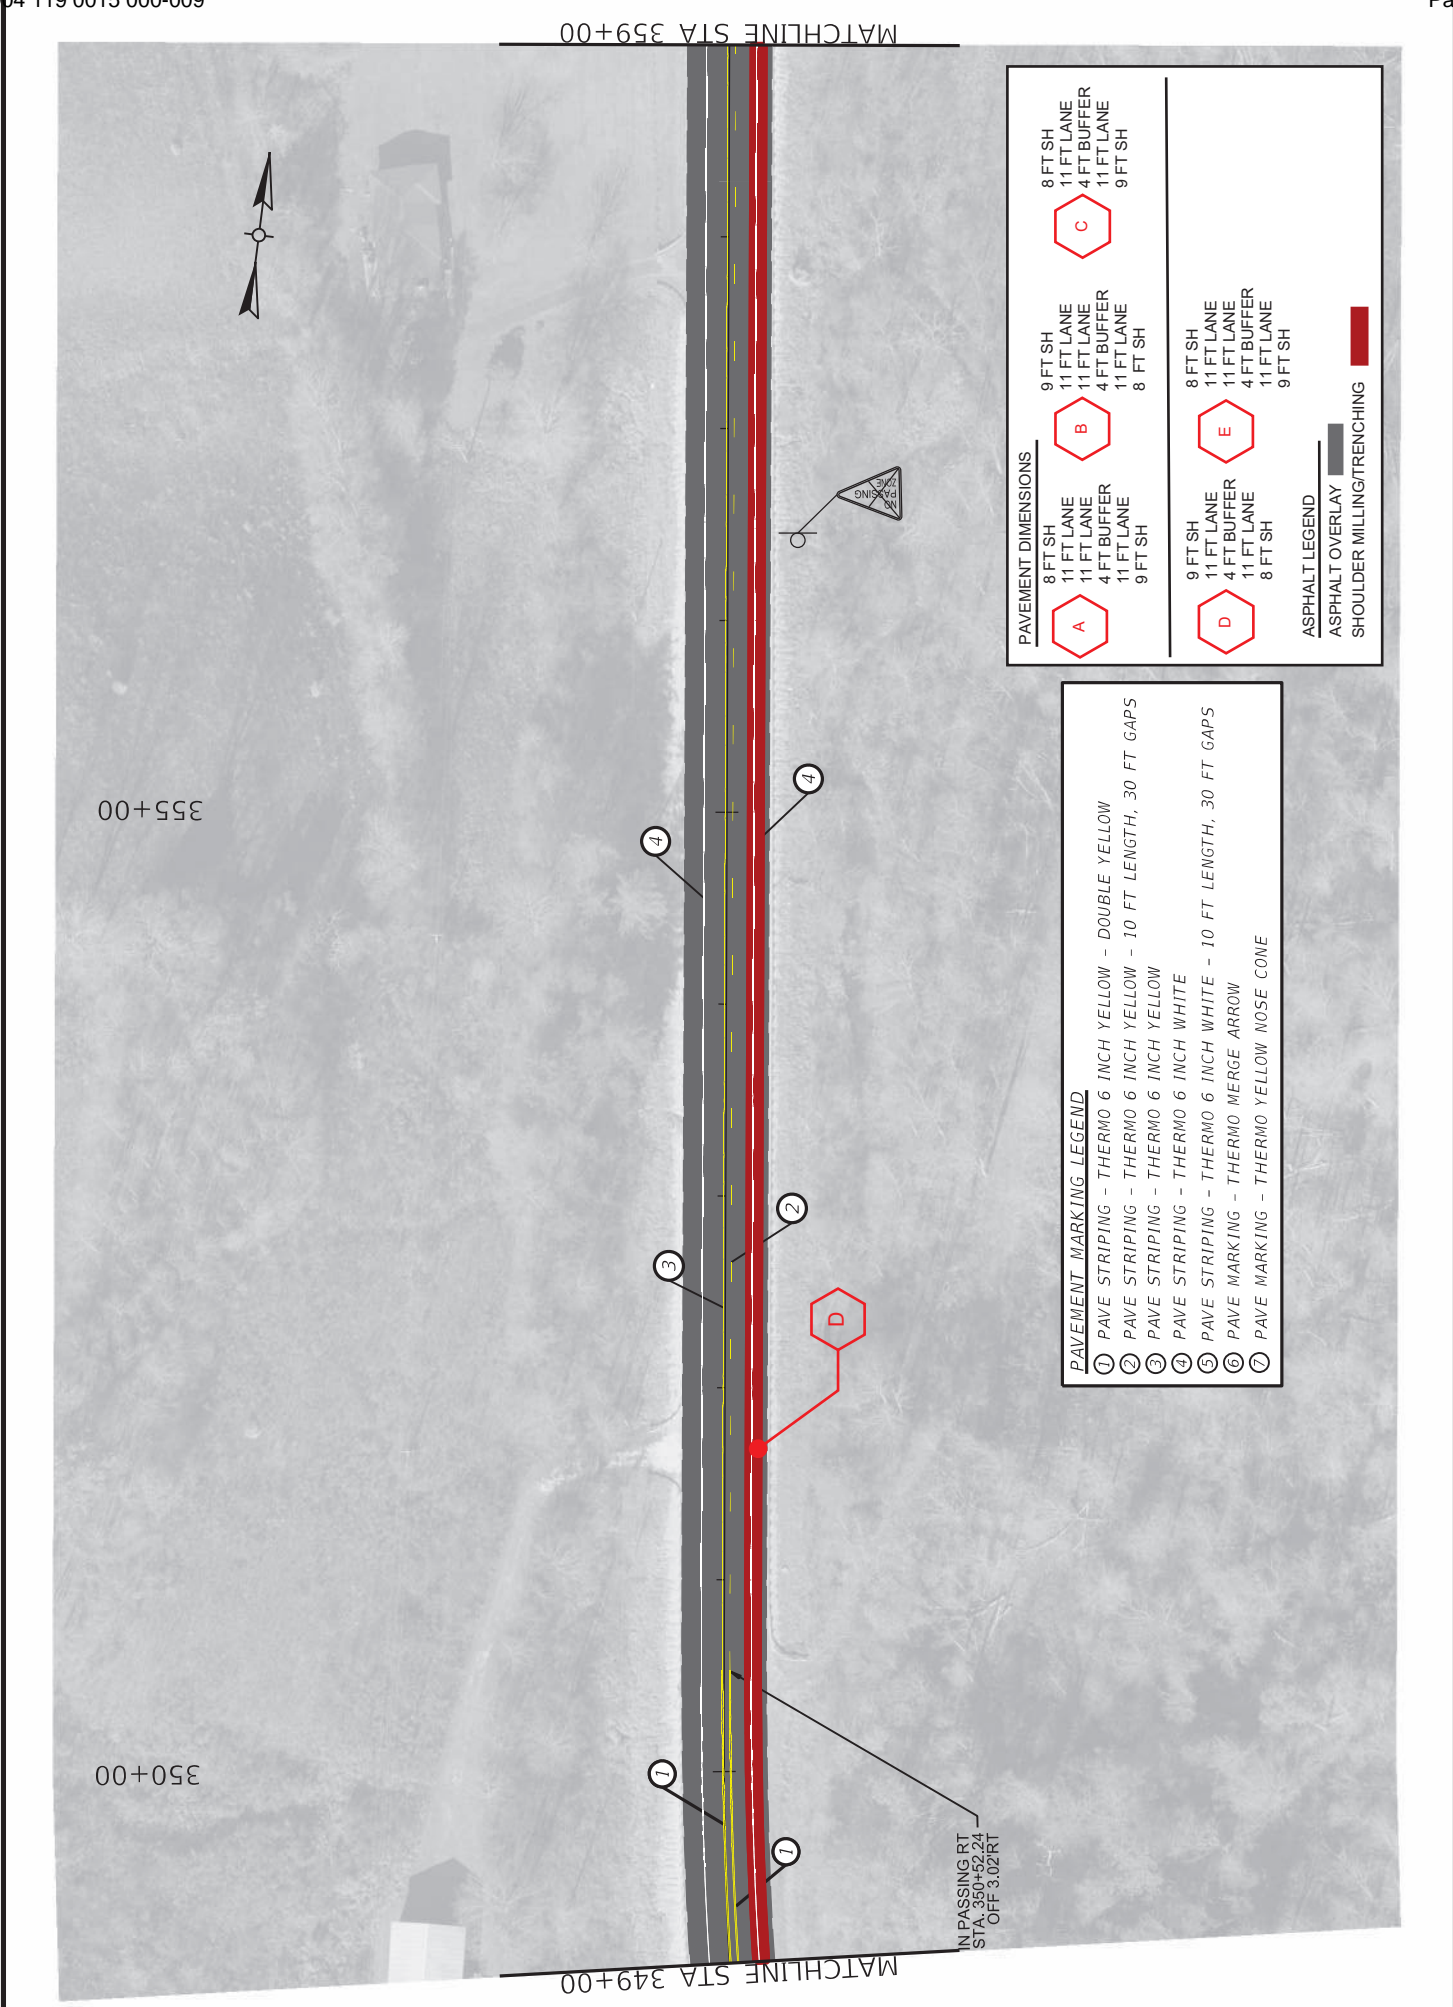 04 119 0015 000-009
Pa
MATCHLINE STA 359+00
355+00
350+00
MATCHLINE STA 349+00
NO
PASSING
ZONE
4
4
3
2
D
1
1
IN PASSING RT
STA. 350+52.24
OFF 3.02'RT
PAVEMENT DIMENSIONS
A
8 FT SH
11 FT LANE
11 FT LANE
4 FT BUFFER
11 FT LANE
9 FT SH
B
9 FT SH
11 FT LANE
11 FT LANE
4 FT BUFFER
11 FT LANE
8 FT SH
C
8 FT SH
11 FT LANE
4 FT BUFFER
11 FT LANE
9 FT SH
D
9 FT SH
11 FT LANE
4 FT BUFFER
11 FT LANE
8 FT SH
E
8 FT SH
11 FT LANE
11 FT LANE
4 FT BUFFER
11 FT LANE
9 FT SH
ASPHALT LEGEND
ASPHALT OVERLAY
SHOULDER MILLING/TRENCHING
PAVEMENT MARKING LEGEND
1 PAVE STRIPING - THERMO 6 INCH YELLOW - DOUBLE YELLOW
2 PAVE STRIPING - THERMO 6 INCH YELLOW - 10 FT LENGTH, 30 FT GAPS
3 PAVE STRIPING - THERMO 6 INCH YELLOW
4 PAVE STRIPING - THERMO 6 INCH WHITE
5 PAVE STRIPING - THERMO 6 INCH WHITE - 10 FT LENGTH, 30 FT GAPS
6 PAVE MARKING - THERMO MERGE ARROW
7 PAVE MARKING - THERMO YELLOW NOSE CONE